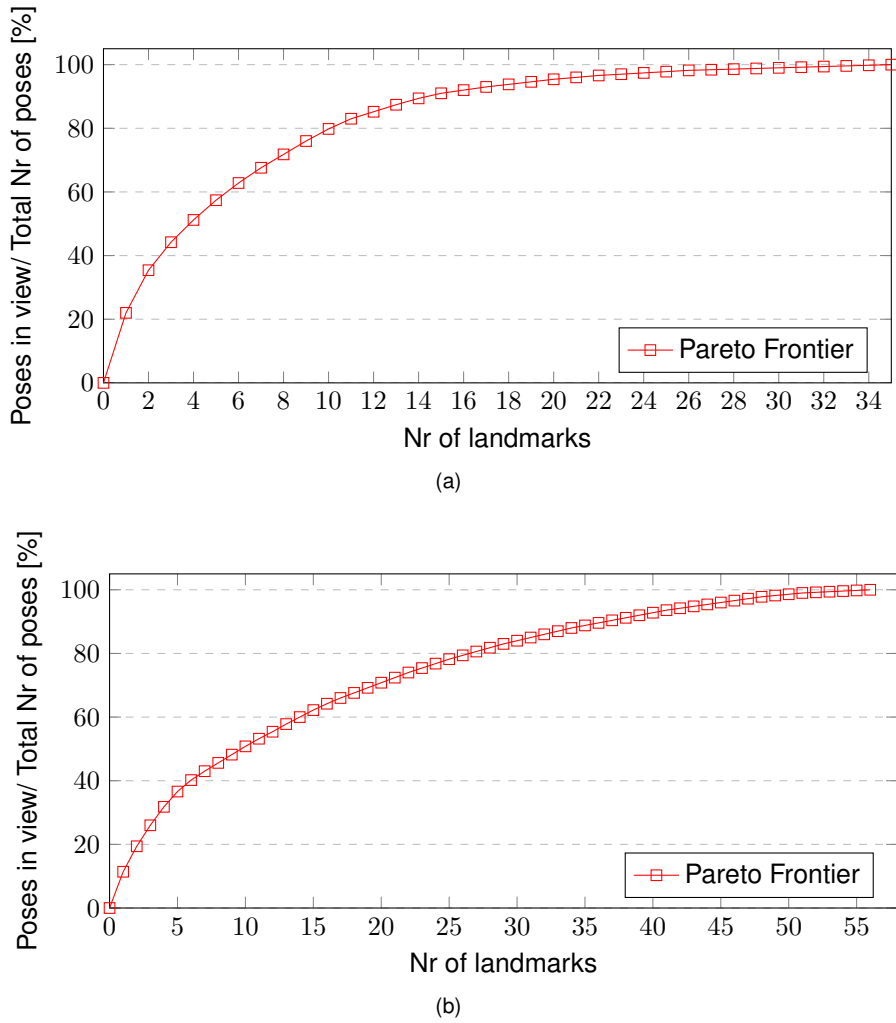 Poses in view/ Total Nr of poses [%]
100
80
60
40
20
0
0 2 4 6 8 10 12 14 16 18 20 22 24 26 28 30 32 34
Pareto Frontier
Nr of landmarks
(a)
Poses in view/ Total Nr of poses [%]
100
80
60
40
20
0
0 5 10 15 20 25 30 35 40 45 50 55
Pareto Frontier
Nr of landmarks
(b)